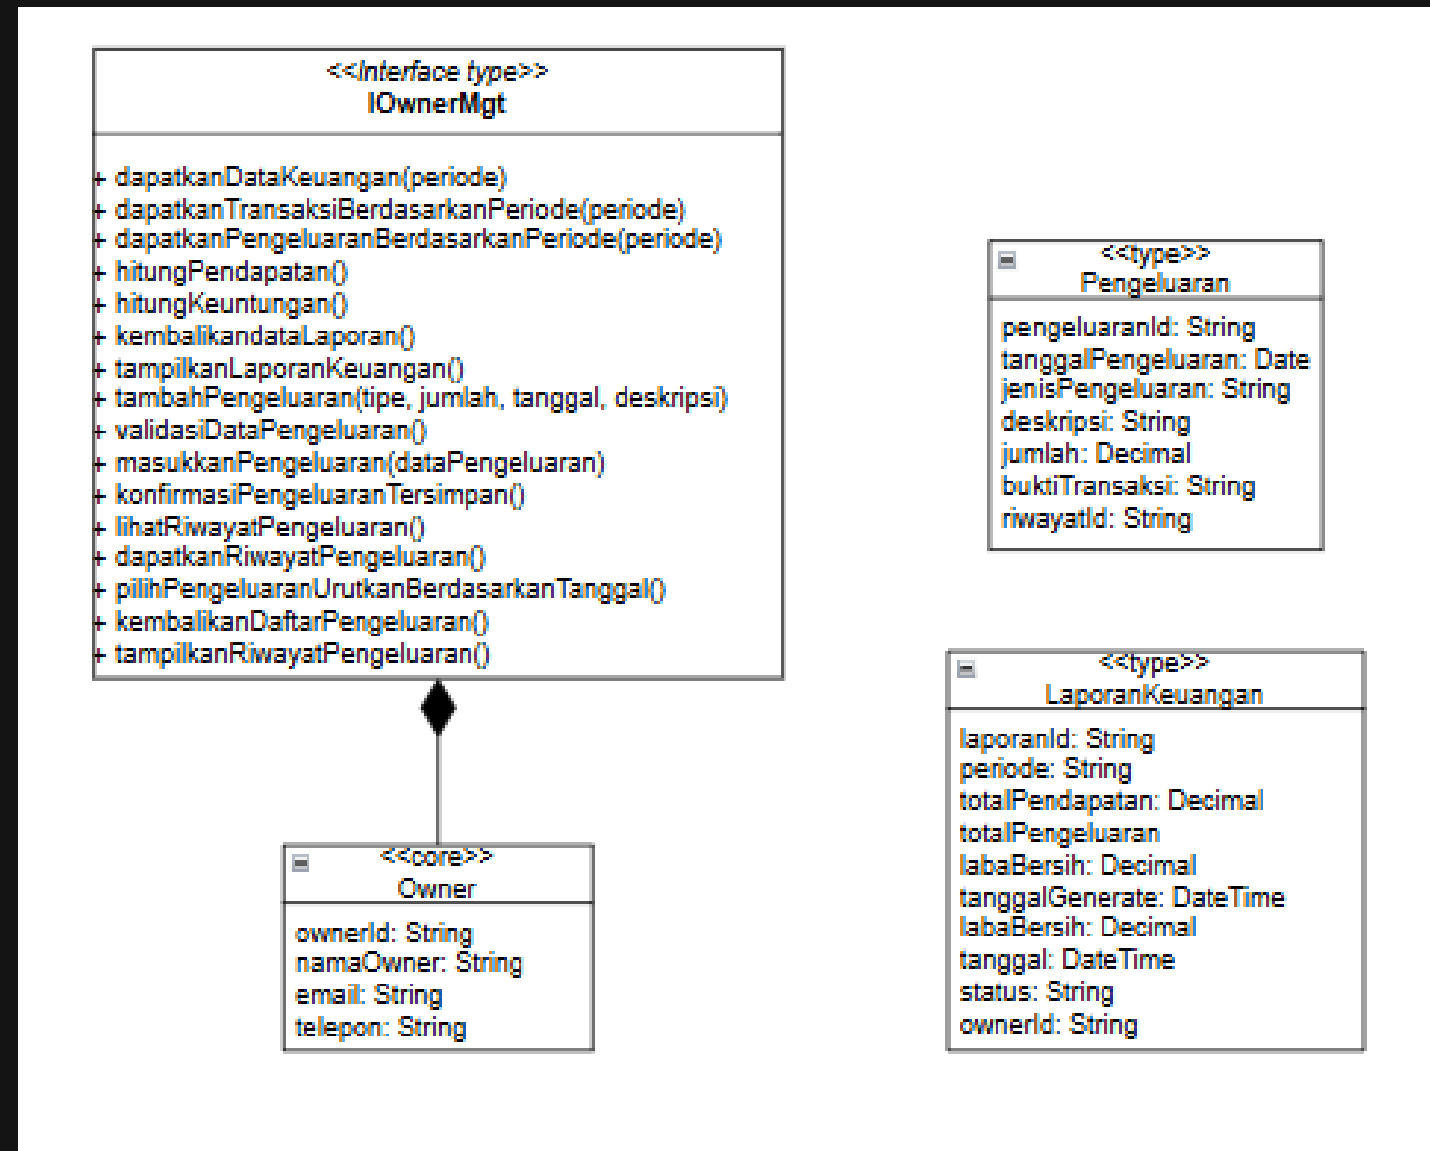 <<Interface type>>
IOwnerMgt
+ dapatkanDataKeuangan(periode)
+ dapatkanTransaksiBerdasarkanPeriode(periode)
+ dapatkanPengeluaranBerdasarkanPeriode(periode)
+ hitungPendapatan()
+ hitungKeuntungan()
+ kembalikandataLaporan()
+ tampilkanLaporanKeuangan()
+ tambahPengeluaran(tipe, jumlah, tanggal, deskripsi)
+ validasiDataPengeluaran()
+ masukkanPengeluaran(dataPengeluaran)
+ konfirmasiPengeluaranTersimpan()
+ lihatRiwayatPengeluaran()
+ dapatkanRiwayatPengeluaran()
+ pilihPengeluaranUrutkanBerdasarkanTanggal()
+ kembalikanDaftarPengeluaran()
+ tampilkanRiwayatPengeluaran()
<<core>>
Owner
ownerId: String
namaOwner: String
email: String
telepon: String
<<type>>
Pengeluaran
pengeluaranId: String
tanggalPengeluaran: Date
jenisPengeluaran: String
deskripsi: String
jumlah: Decimal
buktiTransaksi: String
riwayatId: String
<<type>>
LaporanKeuangan
laporanId: String
periode: String
totalPendapatan: Decimal
totalPengeluaran
labaBersih: Decimal
tanggalGenerate: DateTime
labaBersih: Decimal
tanggal: DateTime
status: String
ownerId: String